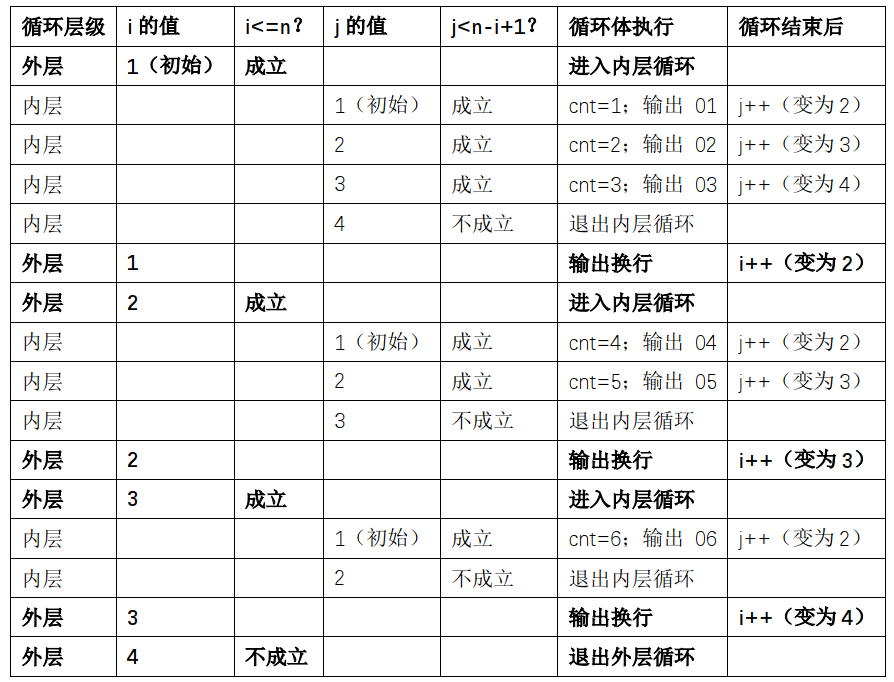 循环层级 i 的值 i<=n？ j 的值 j<n-i+1？ 循环体执行 循环结束后
外层 1（初始） 成立 进入内层循环
内层 1（初始） 成立 cnt=1；输出 01 j++（变为 2）
内层 2 成立 cnt=2；输出 02 j++（变为 3）
内层 3 成立 cnt=3；输出 03 j++（变为 4）
内层 4 不成立 退出内层循环
外层 1 输出换行 i++（变为 2）
外层 2 成立 进入内层循环
内层 1（初始） 成立 cnt=4；输出 04 j++（变为 2）
内层 2 成立 cnt=5；输出 05 j++（变为 3）
内层 3 不成立 退出内层循环
外层 2 输出换行 i++（变为 3）
外层 3 成立 进入内层循环
内层 1（初始） 成立 cnt=6；输出 06 j++（变为 2）
内层 2 不成立 退出内层循环
外层 3 输出换行 i++（变为 4）
外层 4 不成立 退出外层循环